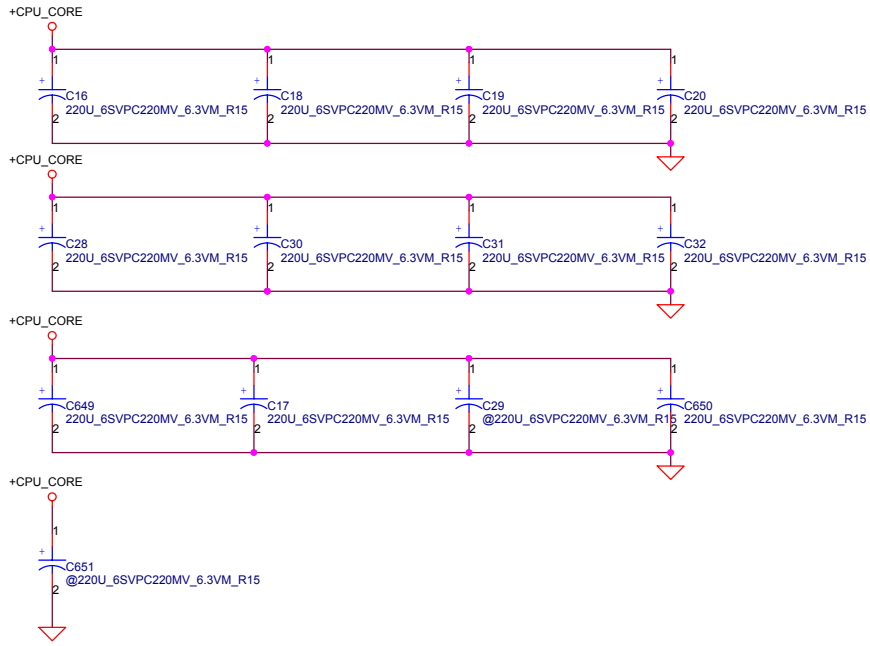 +CPU_CORE
1 1 1 1
+ + + +
C16 C18 C19 C20
220U_6SVPC220MV_6.3VM_R15 220U_6SVPC220MV_6.3VM_R15 220U_6SVPC220MV_6.3VM_R15 220U_6SVPC220MV_6.3VM_R15
2 2 2 2
+CPU_CORE
1 1 1 1
+ + + +
C28 C30 C31 C32
220U_6SVPC220MV_6.3VM_R15 220U_6SVPC220MV_6.3VM_R15 220U_6SVPC220MV_6.3VM_R15 220U_6SVPC220MV_6.3VM_R15
2 2 2 2
+CPU_CORE
1 1 1 1
+ + + +
C649 C17 C29 C650
220U_6SVPC220MV_6.3VM_R15 220U_6SVPC220MV_6.3VM_R15 @220U_6SVPC220MV_6.3VM_R15 220U_6SVPC220MV_6.3VM_R15
2 2 2 2
+CPU_CORE
1
+
C651
@220U_6SVPC220MV_6.3VM_R15
2